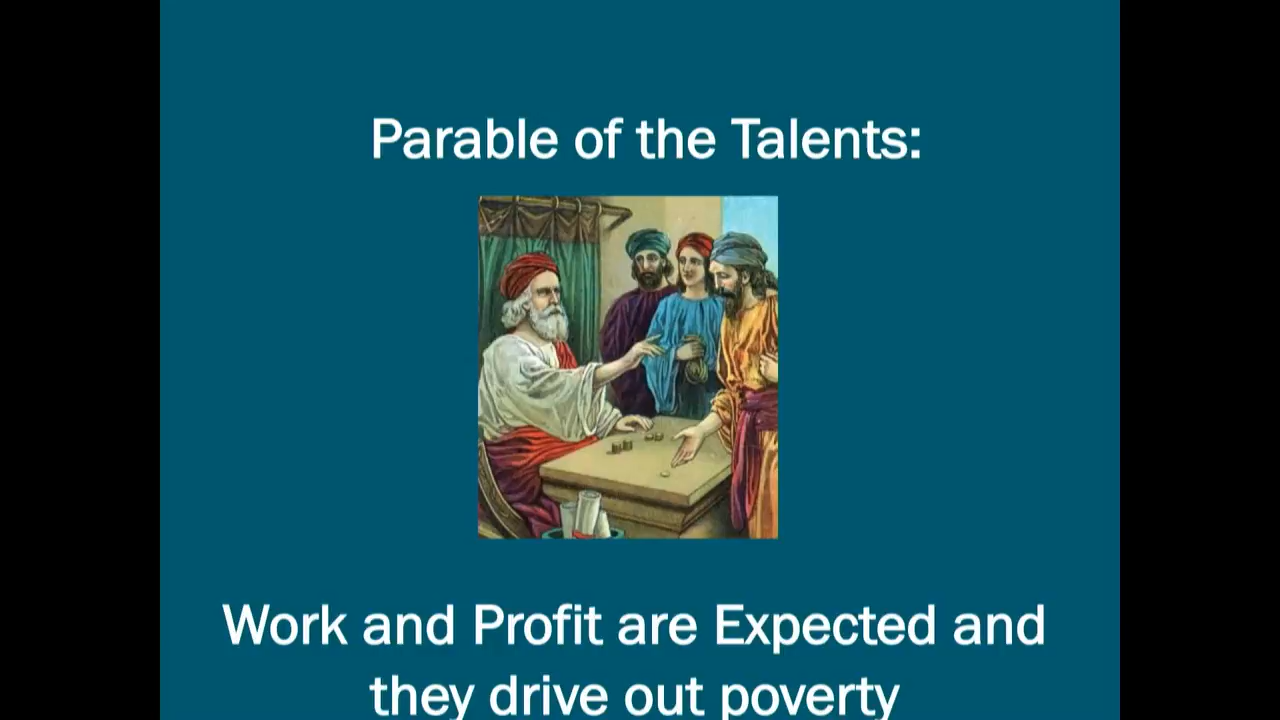 Parable of the Talents:
Work and Profit are Expected and
they drive out poverty